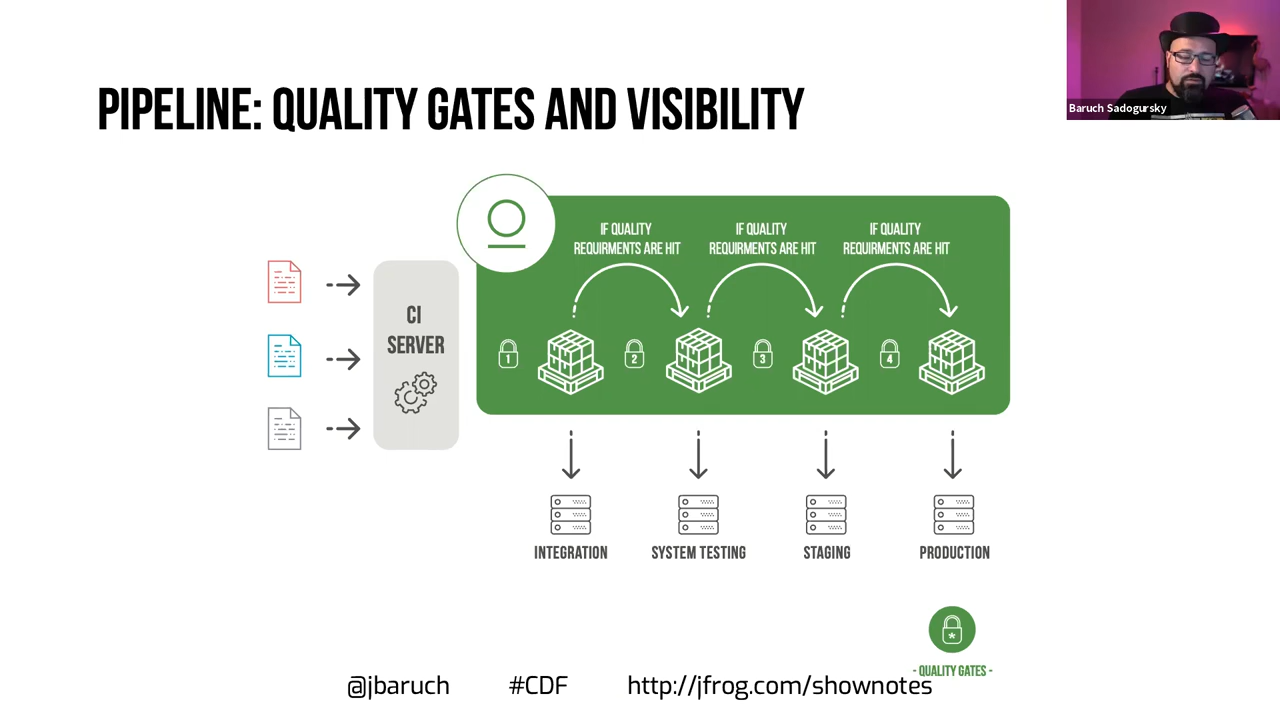 Baruch Sadogursky
PIPELINE: QUALITY GATES AND VISIBILITY
IF QUALITY
REQUIRMENTS ARE HIT
IF QUALITY
REQUIRMENTS ARE HIT
IF QUALITY
REQUIRMENTS ARE HIT
CI
SERVER
1
2
3
4
INTEGRATION
SYSTEM TESTING
STAGING
PRODUCTION
*
- QUALITY GATES -
@jbaruch
#CDF
http://jfrog.com/shownotes